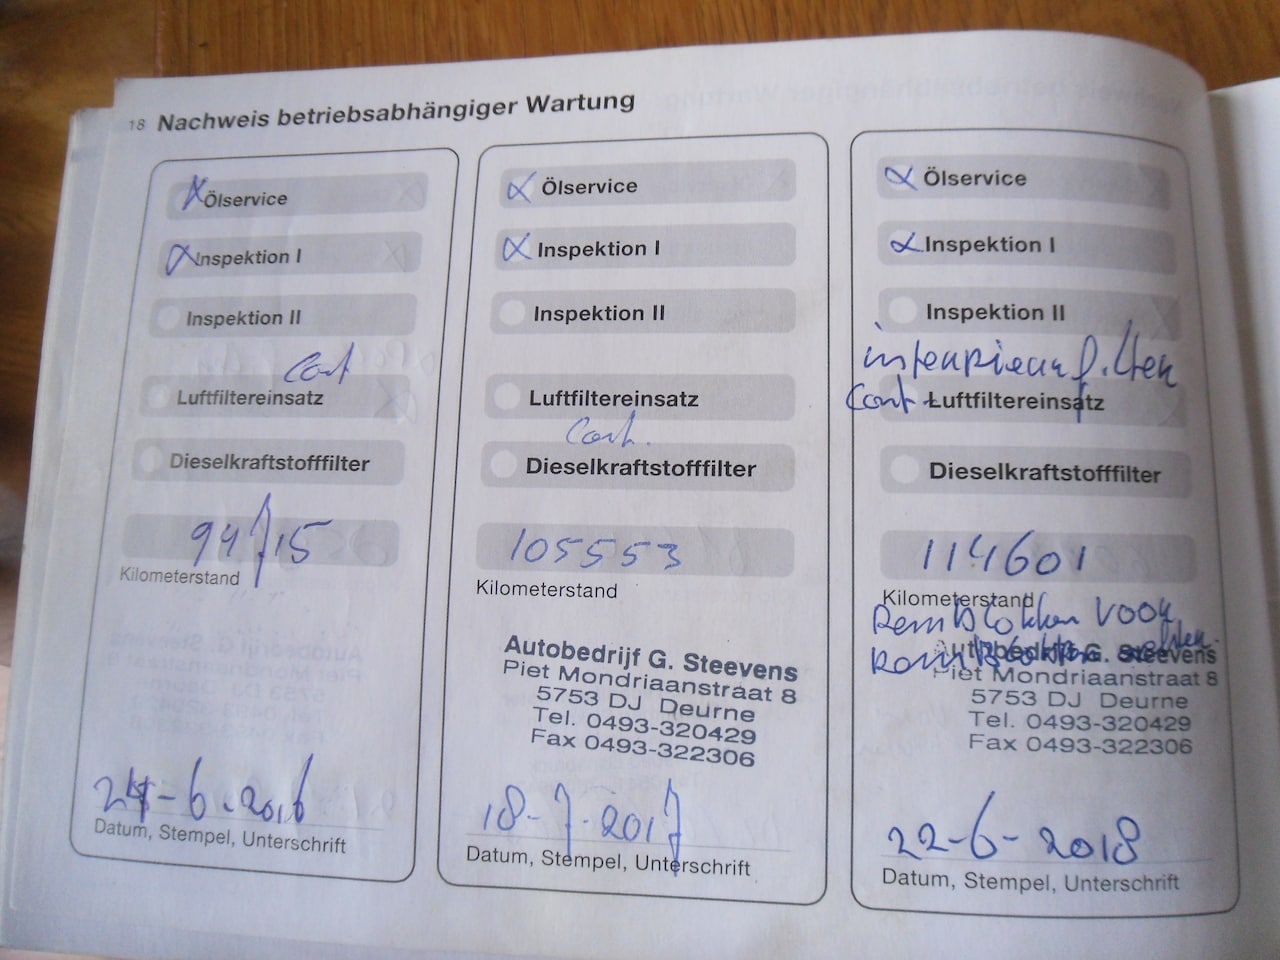 18 Nachweis betriebsabhängiger Wartung
Ölservice
Inspektion I
Inspektion II
Cont
Luftfiltereinsatz
Dieselkraftstofffilter
94715
Kilometerstand
24-6-2016
Datum, Stempel, Unterschrift
Ölservice
Inspektion I
Inspektion II
Luftfiltereinsatz
Cont.
Dieselkraftstofffilter
105553
Kilometerstand
Autobedrijf G. Steevens
Piet Mondriaanstraat 8
5753 DJ Deurne
Tel. 0493-320429
Fax 0493-322306
18-7-2017
Datum, Stempel, Unterschrift
Ölservice
Inspektion I
Inspektion II
interieurfilter
Cont Luftfiltereinsatz
Dieselkraftstofffilter
114601
Kilometerstand
Remblokken voor
Autobedrijf G. Steevens
Piet Mondriaanstraat 8
5753 DJ Deurne
Tel. 0493-320429
Fax 0493-322306
22-6-2018
Datum, Stempel, Unterschrift